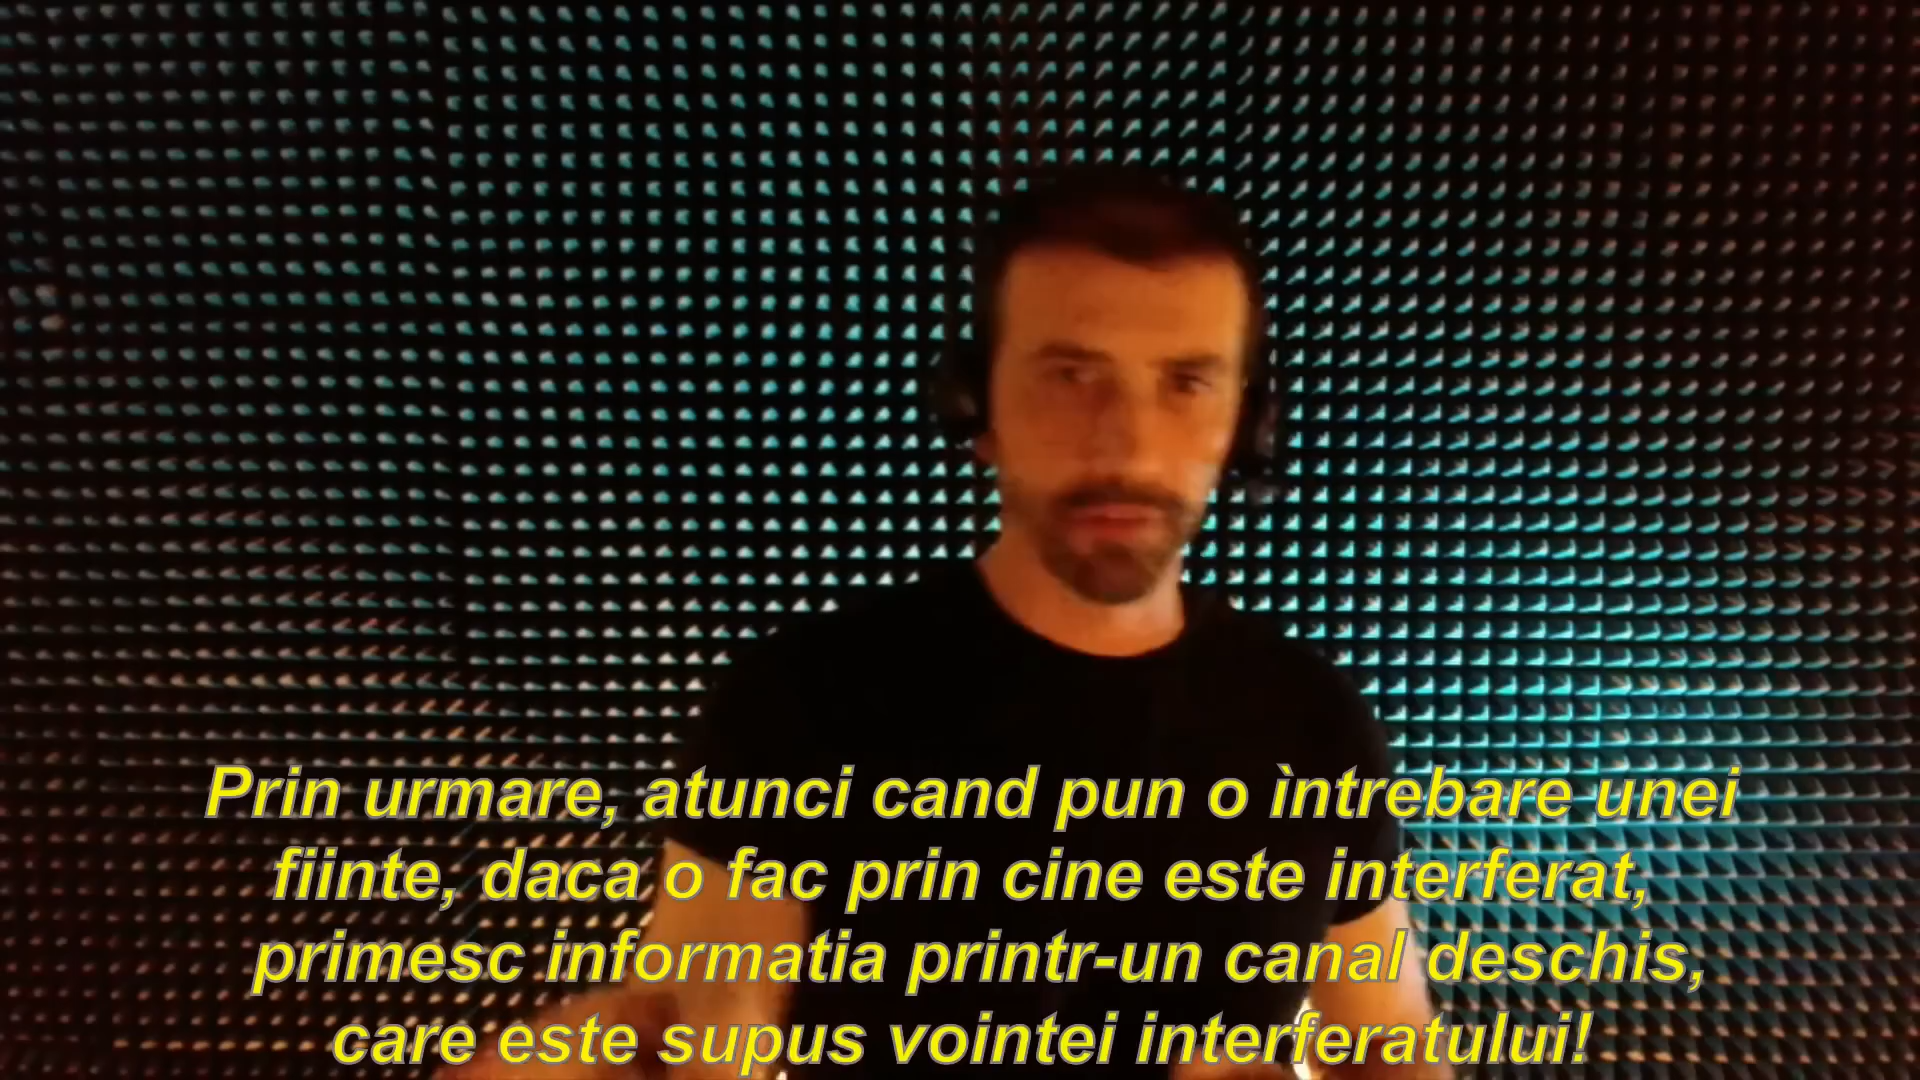 Prin urmare, atunci cand pun o ìntrebare unei
fiinte, daca o fac prin cine este interferat,
primesc informatia printr-un canal deschis,
care este supus vointei interferatului!